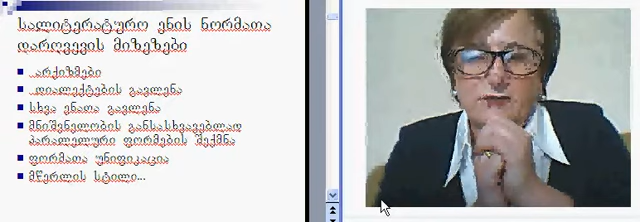 სალიტერატურო ენის ნორმათა
დარღვევის მიზეზები
არქიზმები
დიალექტების გავლენა
სხვა ენათა გავლენა
მნიშვნელობის განსასხვავებლად
პარალელური ფორმების შექმნა
ფორმათა უნიფიკაცია
მწერლის სტილი...